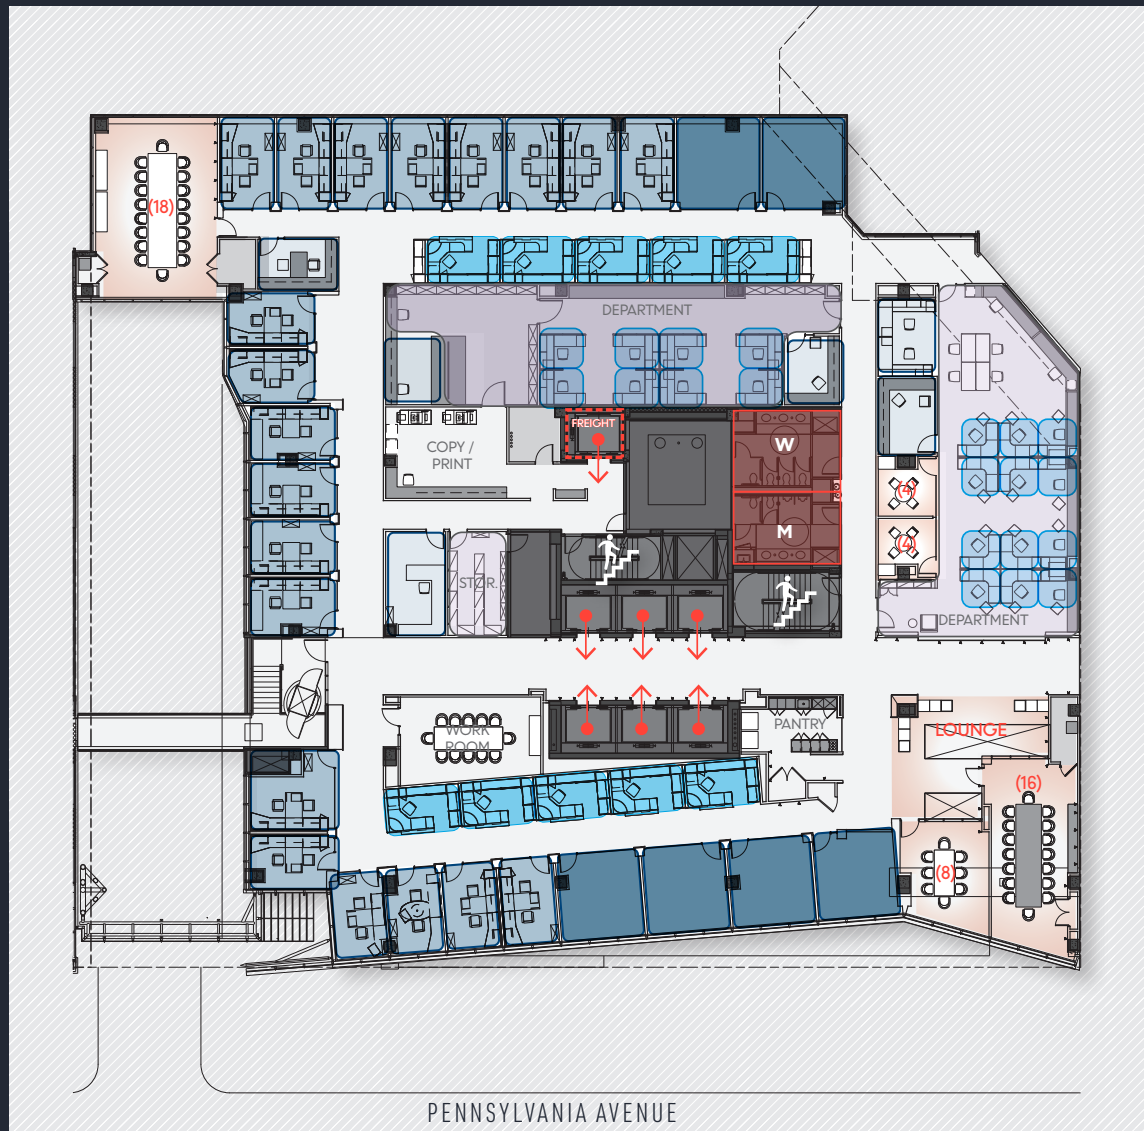 (18)
DEPARTMENT
FREIGHT
COPY /
PRINT
W
(4)
M
(4)
STOR.
DEPARTMENT
WORK
ROOM
PANTRY
LOUNGE
(16)
(8)
PENNSYLVANIA AVENUE